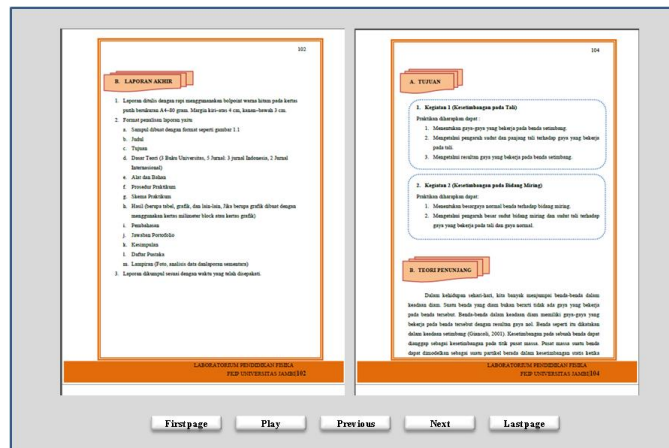 102
B. LAPORAN AKHIR
1. Laporan ditulis dengan rapi menggunanakan bolpoint warna hitam pada kertas
putih berukuran A4-80 gram. Margin kiri-atas 4 cm, kanan-bawah 3 cm.
2. Format penulisan laporan yaitu
a. Sampul dibuat dengan format seperti gambar 1.1
b. Judul
c. Tujuan
d. Dasar Teori (3 Buku Universitas, 5 Jurnal: 3 jurnal Indonesia, 2 Jurnal
Internasional)
e. Alat dan Bahan
f. Prosedur Praktikum
g. Skema Praktikum
h. Hasil (berupa tabel, grafik, dan lain-lain, Jika berupa grafik dibuat dengan
menggunakan kertas milimeter block atau kertas grafik)
i. Pembahasan
j. Jawaban Portofolio
k. Kesimpulan
l. Daftar Pustaka
m. Lampiran (Foto, analisis data danlaporan sementara)
3. Laporan dikumpul sesuai dengan waktu yang telah disepakati.
LABORATORIUM PENDIDIKAN FISIKA
FKIP UNIVERSITAS JAMBI|102
104
A. TUJUAN
1. Kegiatan 1 (Kesetimbangan pada Tali)
Praktikan diharapkan dapat :
1. Menentukan gaya-gaya yang bekerja pada benda setimbang.
2. Mengetahui pengaruh sudut dan panjang tali terhadap gaya yang bekerja
pada tali.
3. Mengetahui resultan gaya yang bekerja pada benda setimbang.
2. Kegiatan 2 (Kesetimbangan pada Bidang Miring)
Praktikan diharapkan dapat:
1. Menentukan besargaya normal benda terhadap bidang miring.
2. Mengetahui pengaruh besar sudut bidang miring dan sudut tali terhadap
gaya yang bekerja pada tali dan gaya normal.
B. TEORI PENUNJANG
Dalam kehidupan sehari-hari, kita banyak menjumpai benda-benda dalam
keadaan diam. Suatu benda yang diam bukan berarti tidak ada gaya yang bekerja
pada benda tersebut. Benda-benda dalam keadaan diam memiliki gaya-gaya yang
bekerja pada benda tersebut dengan resultan gaya nol. Benda seperti itu dikatakan
dalam keadaan setimbang (Giancoli, 2001). Kesetimbangan pada sebuah benda dapat
dianggap sebagai kesetimbangan pada titik pusat massa. Pusat massa suatu benda
dapat dimodelkan sebagai suatu partikel berada dalam kesetimbangan statis ketika
LABORATORIUM PENDIDIKAN FISIKA
FKIP UNIVERSITAS JAMBI|104
First page
Play
Previous
Next
Last page